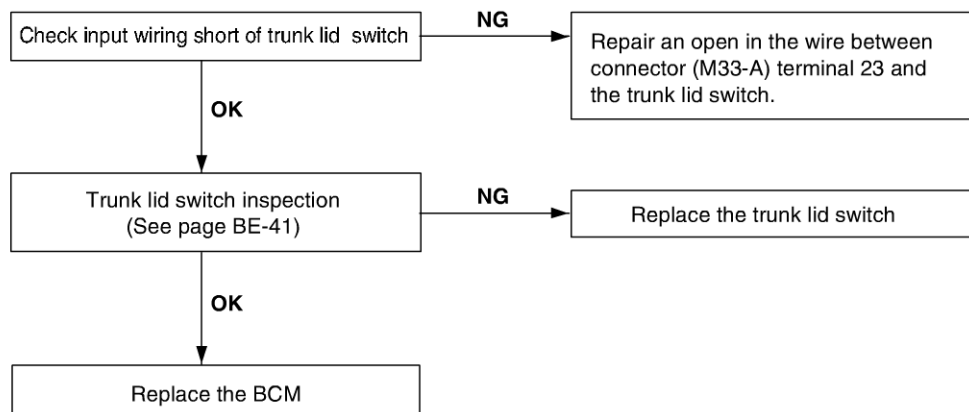 Check input wiring short of trunk lid switch
NG
Repair an open in the wire between
connector (M33-A) terminal 23 and
the trunk lid switch.
OK
Trunk lid switch inspection
(See page BE-41)
NG
Replace the trunk lid switch
OK
Replace the BCM